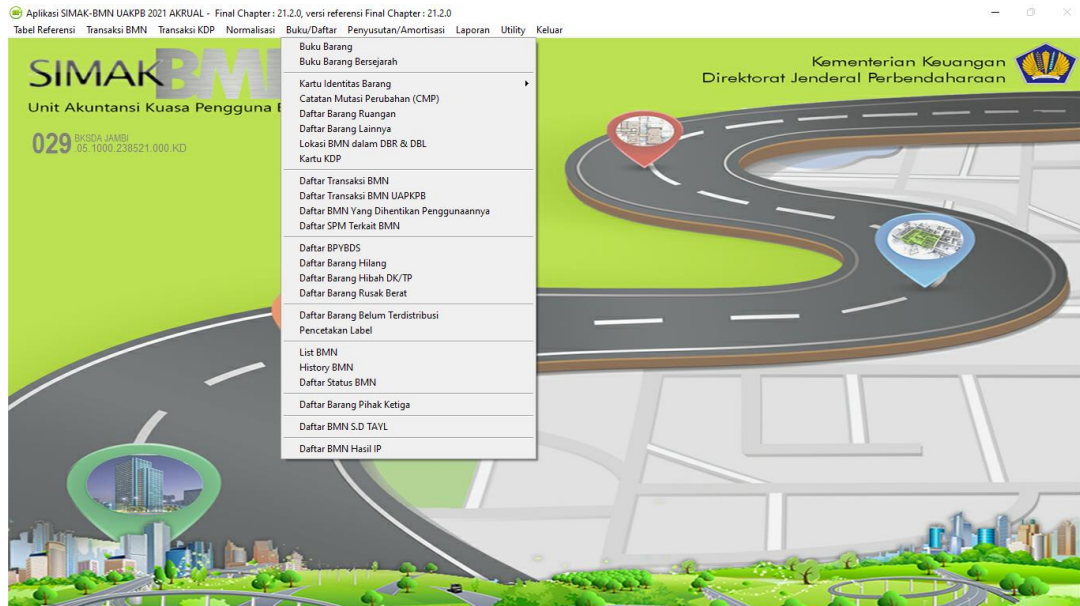 Aplikasi SIMAK-BMN UAKPB 2021 AKRUAL - Final Chapter : 21.2.0, versi referensi Final Chapter : 21.2.0
Tabel Referensi Transaksi BMN Transaksi KDP Normalisasi Buku/Daftar Penyusutan/Amortisasi Laporan Utility Keluar
SIMAK BM
Unit Akuntansi Kuasa Pengguna
029 BKSDA JAMBI
.05.1000.238521.000.KD
Kementerian Keuangan
Direktorat Jenderal Perbendaharaan
Buku Barang
Buku Barang Bersejarah
Kartu Identitas Barang
Catatan Mutasi Perubahan (CMP)
Daftar Barang Ruangan
Daftar Barang Lainnya
Lokasi BMN dalam DBR & DBL
Kartu KDP
Daftar Transaksi BMN
Daftar Transaksi BMN UAPKPB
Daftar BMN Yang Dihentikan Penggunaannya
Daftar SPM Terkait BMN
Daftar BPYBDS
Daftar Barang Hilang
Daftar Barang Hibah DK/TP
Daftar Barang Rusak Berat
Daftar Barang Belum Terdistribusi
Pencetakan Label
List BMN
History BMN
Daftar Status BMN
Daftar Barang Pihak Ketiga
Daftar BMN S.D TAYL
Daftar BMN Hasil IP